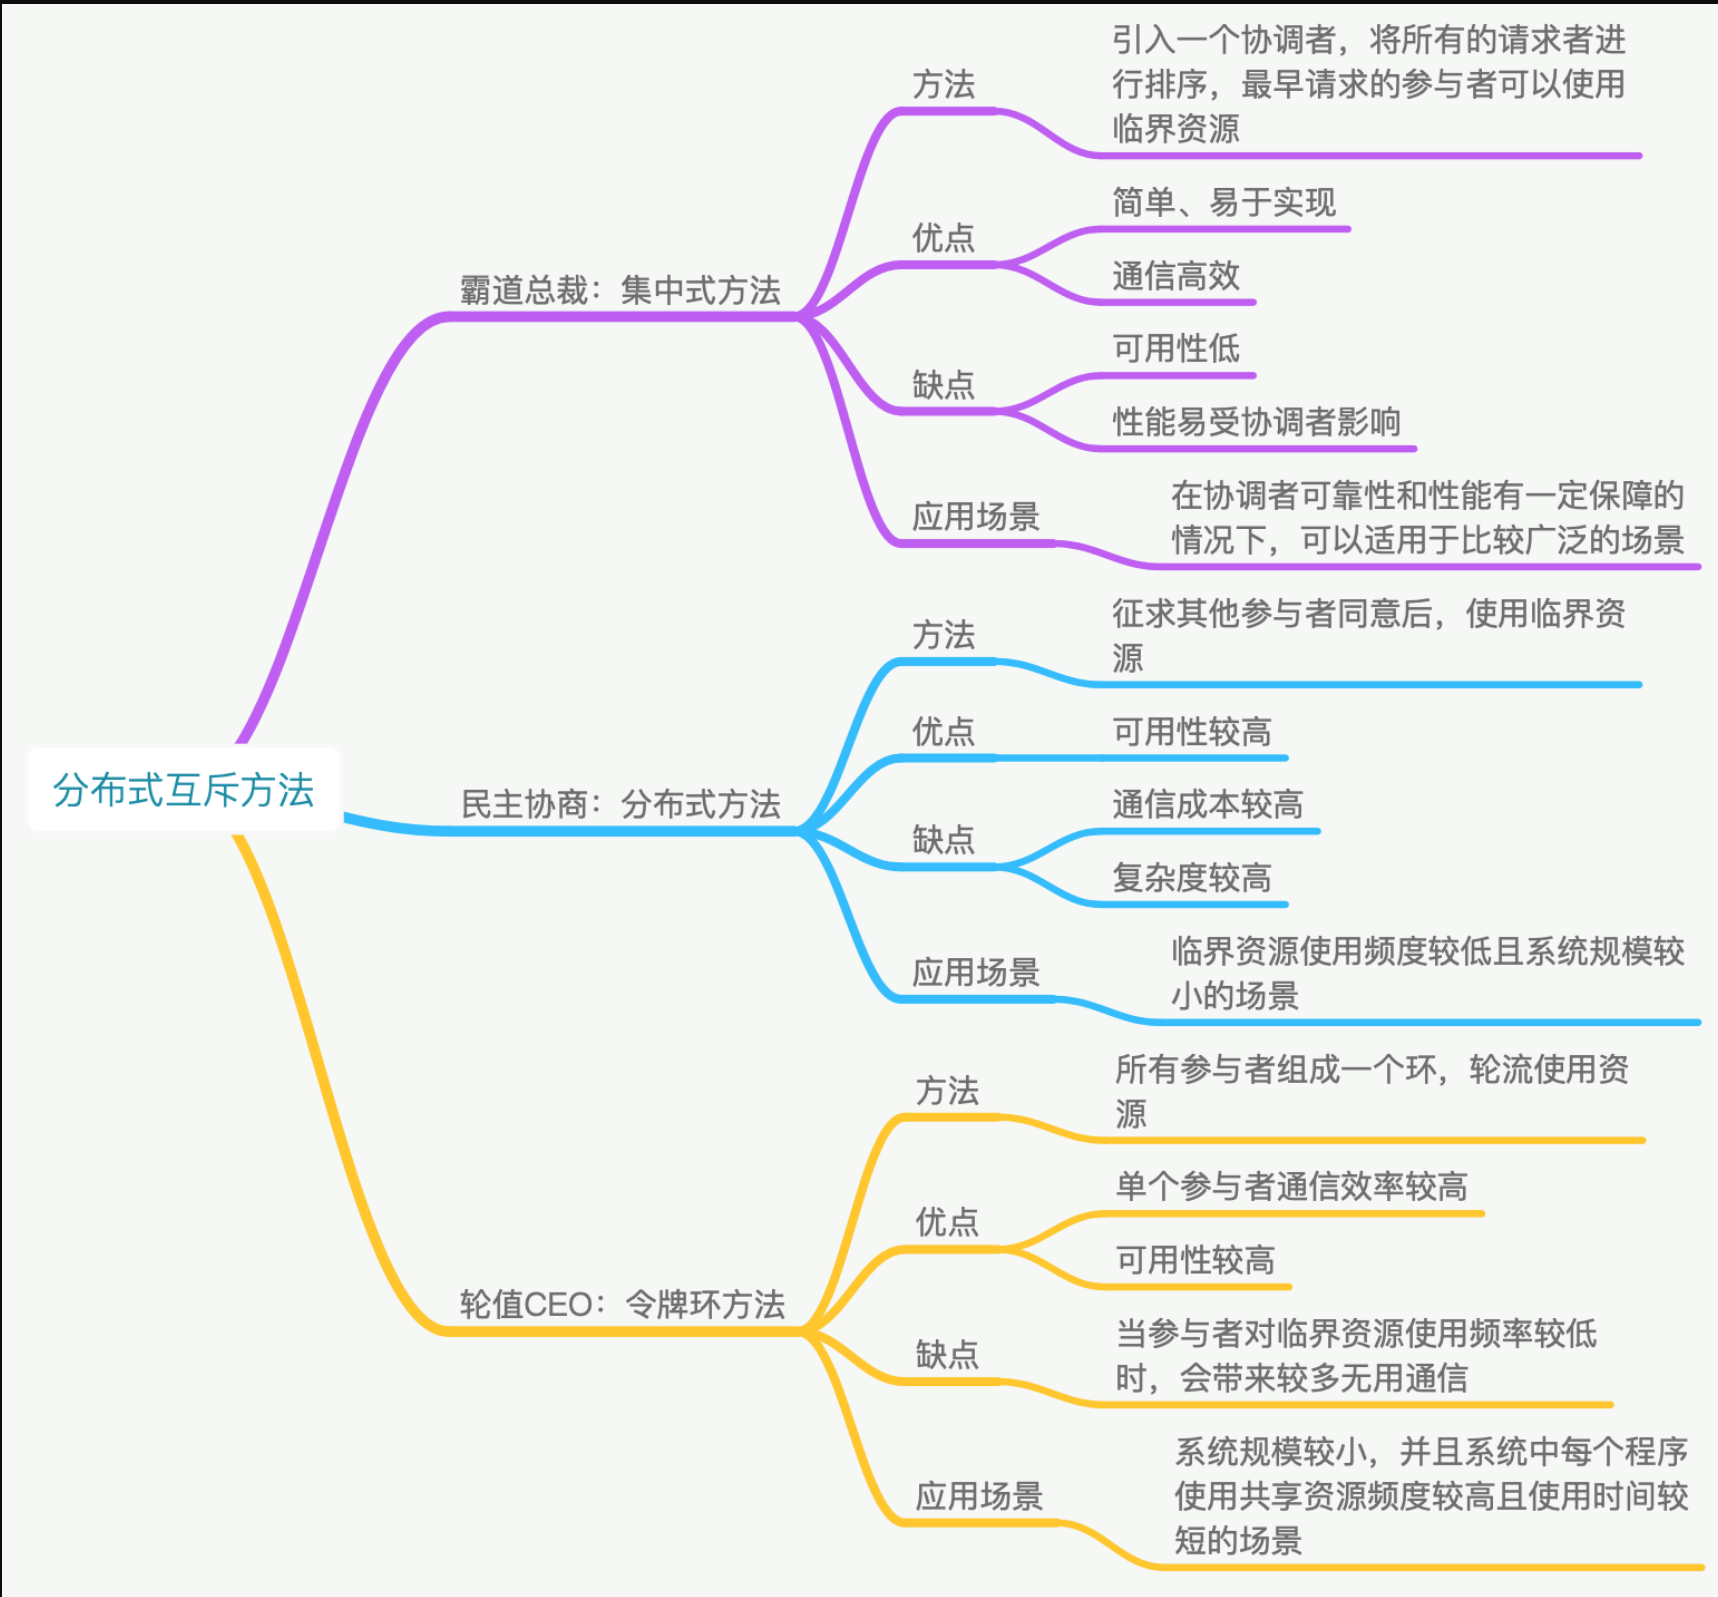 分布式互斥方法
霸道总裁：集中式方法
方法
引入一个协调者，将所有的请求者进
行排序，最早请求的参与者可以使用
临界资源
优点
简单、易于实现
通信高效
缺点
可用性低
性能易受协调者影响
应用场景
在协调者可靠性和性能有一定保障的
情况下，可以适用于比较广泛的场景
民主协商：分布式方法
方法
征求其他参与者同意后，使用临界资
源
优点
可用性较高
缺点
通信成本较高
复杂度较高
应用场景
临界资源使用频度较低且系统规模较
小的场景
轮值CEO：令牌环方法
方法
所有参与者组成一个环，轮流使用资
源
优点
单个参与者通信效率较高
可用性较高
缺点
当参与者对临界资源使用频率较低
时，会带来较多无用通信
应用场景
系统规模较小，并且系统中每个程序
使用共享资源频度较高且使用时间较
短的场景